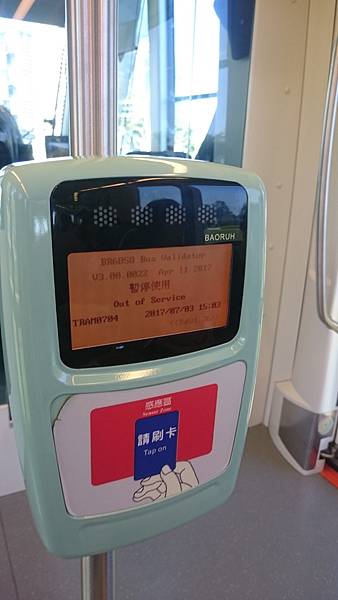 BAORUH
BR6DS0 Bus Validator
V3.00.0022 Apr 11 2017
暫停使用
Out of Service
TRAM0704 2017/07/03 15:03
感應區
Sensor Zone
請刷卡
Tap on